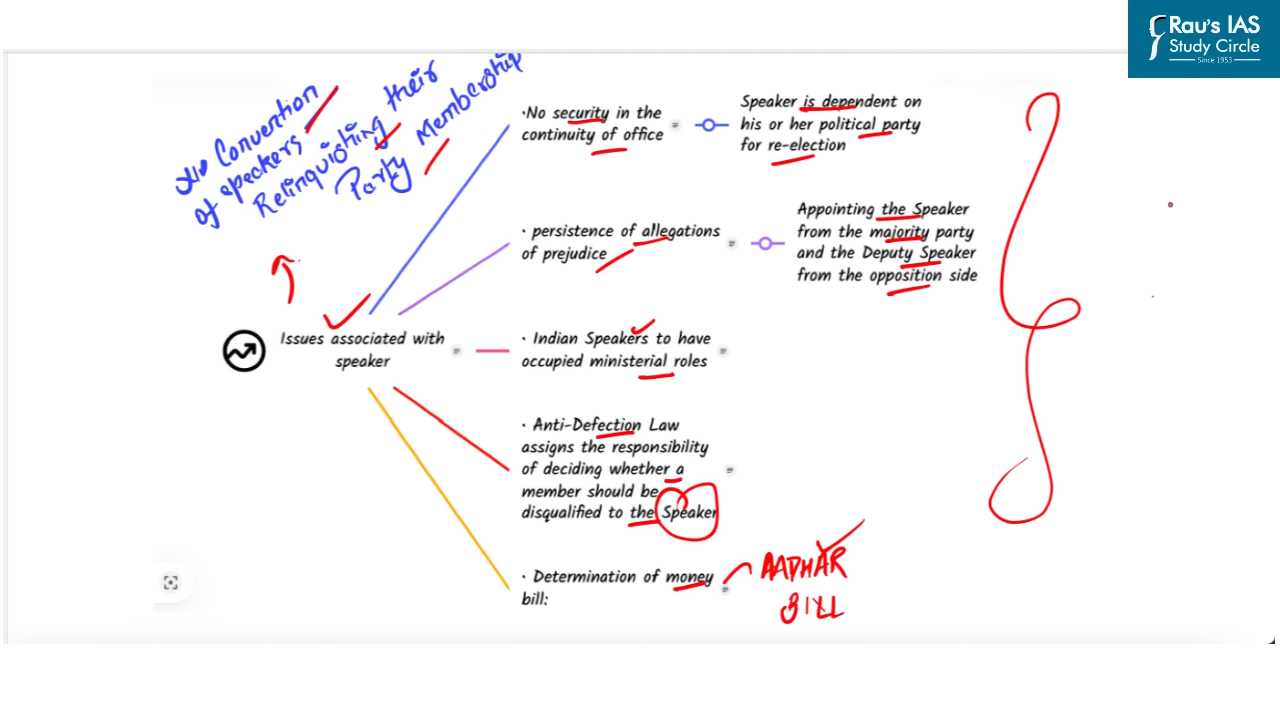 Rau's IAS
Study Circle
Since 1953
No Convention
of speckers
Relinquishing their
Party Membership
Issues associated with
speaker
·No security in the
continuity of office
Speaker is dependent on
his or her political party
for re-election
· persistence of allegations
of prejudice
Appointing the Speaker
from the majority party
and the Deputy Speaker
from the opposition side
· Indian Speakers to have
occupied ministerial roles
· Anti-Defection Law
assigns the responsibility
of deciding whether a
member should be
disqualified to the Speaker
· Determination of money
bill:
AADHAR
BILL